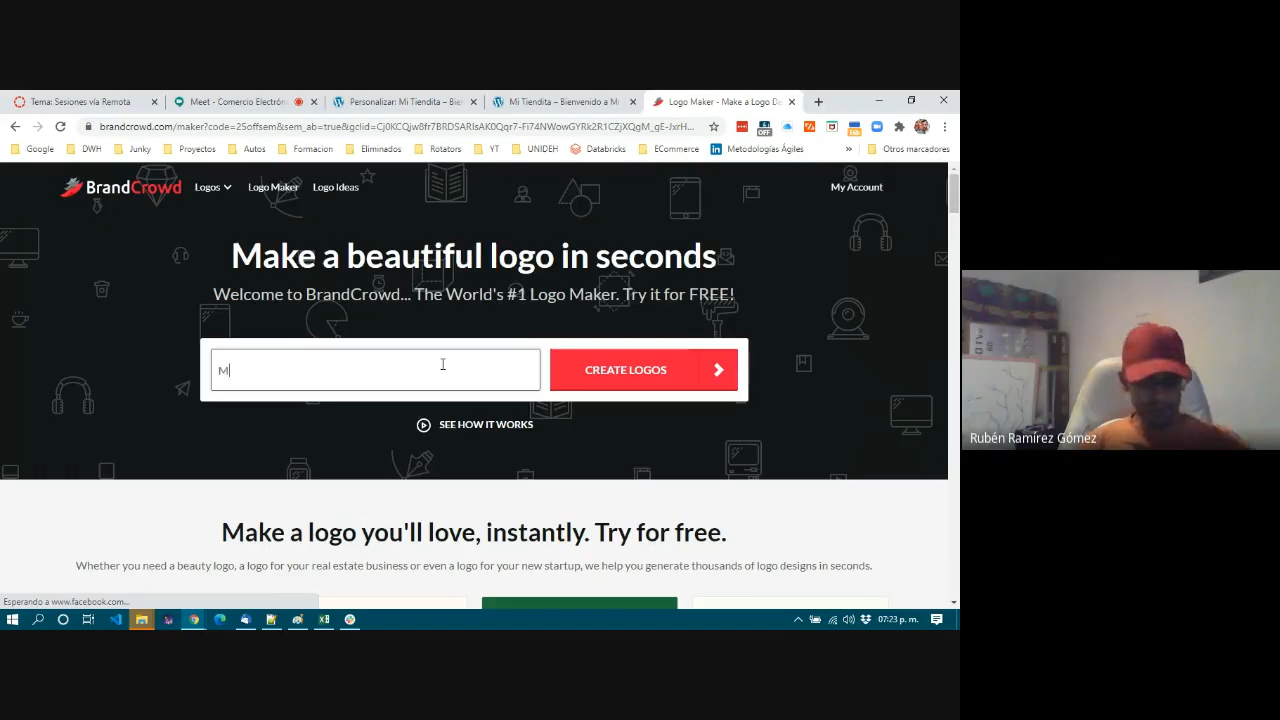 Tema: Sesiones vía Remota
Meet - Comercio Electróni
Personalizar: Mi Tiendita – Bie
Mi Tiendita – Bienvenido a Mi
Logo Maker - Make a Logo De
brandcrowd.com/maker?code=25offsem&sem_ab=true&gclid=Cj0KCQjw8fr7BRDSARIsAK0Qqr7-Fi74NWowGYRk2R1CZjXQgM_gE-JxrH...
Google
DWH
Junky
Proyectos
Autos
Formacion
Eliminados
Rotators
YT
UNIDEH
Databricks
ECommerce
Metodologías Ágiles
»
Otros marcadores
BrandCrowd
Logos
Logo Maker
Logo Ideas
My Account
Make a beautiful logo in seconds
Welcome to BrandCrowd... The World's #1 Logo Maker. Try it for FREE!
M
CREATE LOGOS
SEE HOW IT WORKS
Make a logo you'll love, instantly. Try for free.
Whether you need a beauty logo, a logo for your real estate business or even a logo for your new startup, we help you generate thousands of logo designs in seconds.
Esperando a www.facebook.com...
07:23 p. m.
Rubén Ramírez Gómez